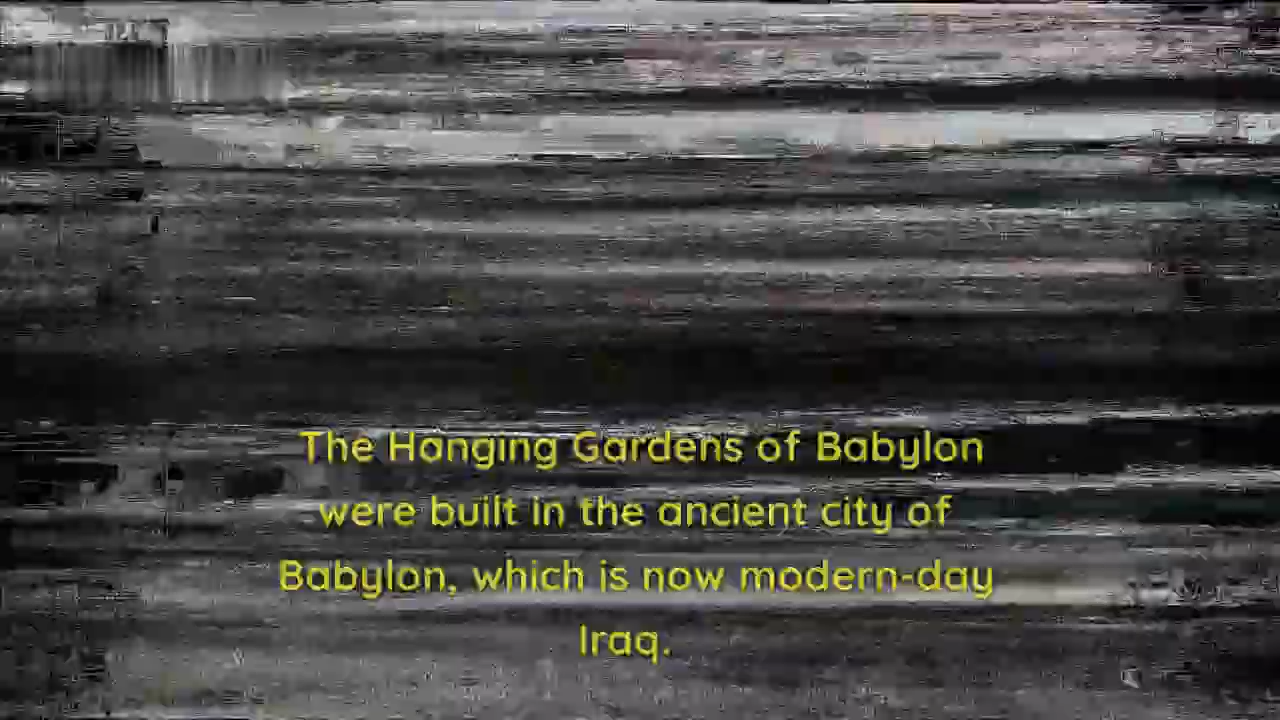 The Hanging Gardens of Babylon
were built in the ancient city of
Babylon, which is now modern-day
Iraq.